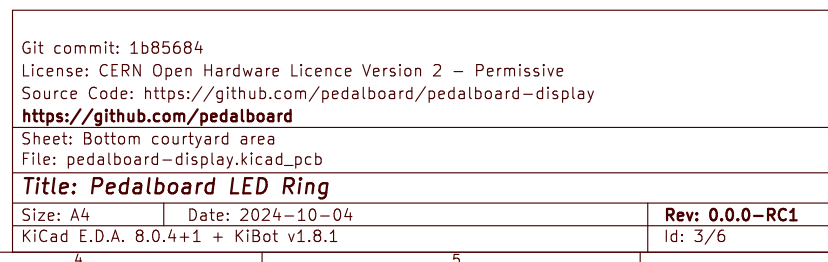 Git commit: 1b85684
License: CERN Open Hardware Licence Version 2 – Permissive
Source Code: https://github.com/pedalboard/pedalboard-display
https://github.com/pedalboard
Sheet: Bottom courtyard area
File: pedalboard-display.kicad_pcb
Title: Pedalboard LED Ring
Size: A4 Date: 2024-10-04 Rev: 0.0.0-RC1
KiCad E.D.A. 8.0.4+1 + KiBot v1.8.1 Id: 3/6
4 5